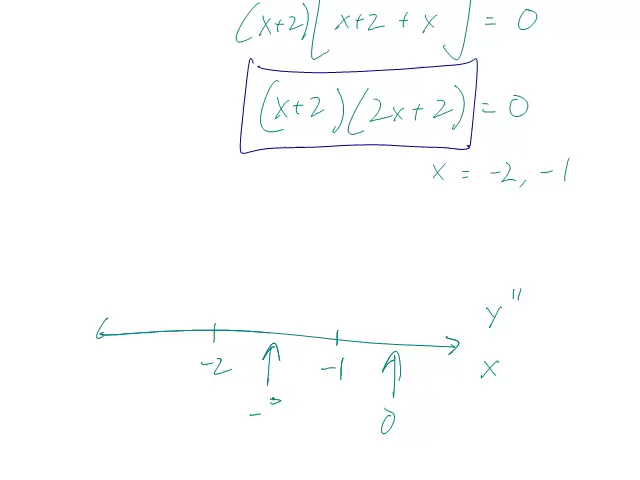 (x+2)[x+2+x] = 0
(x+2)(2x+2) = 0
x = -2, -1
y"
-2 -1 x
- 0